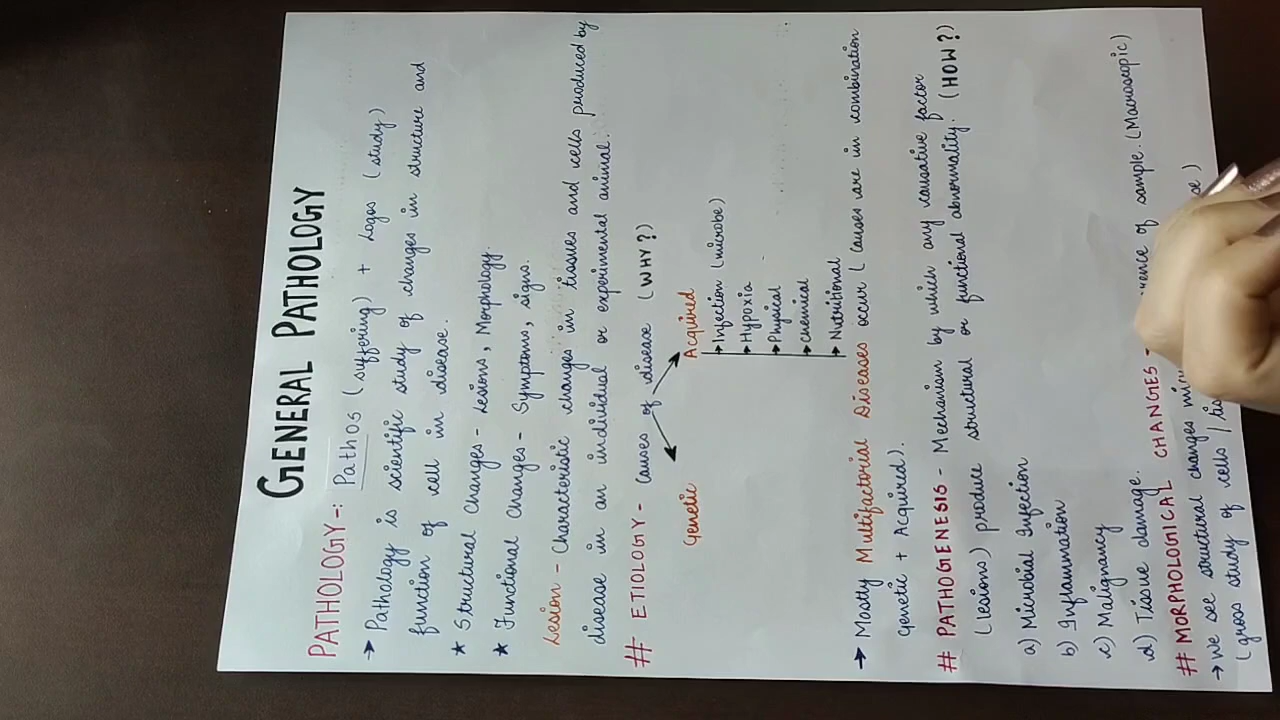 GENERAL PATHOLOGY
PATHOLOGY-: Pathos (suffering) + Logos (study)
→ Pathology is scientific study of changes in structure and
function of cell in disease.
★ Structural changes - Lesions, Morphology.
★ Functional changes - Symptoms, signs.
Lesion - Characteristic changes in tissues and cells produced by
disease in an individual or experimental animal.
# ETIOLOGY - Causes of disease (WHY?)
Genetic Acquired
→ Infection (microbe)
→ Hypoxia
→ Physical
→ Chemical
→ Nutritional
→ Mostly Multifactorial Diseases occur (causes are in combination
Genetic + Acquired).
# PATHOGENESIS - Mechanism by which any causative factor
(lesions) produce structural or functional abnormality. (HOW?)
a) Microbial Infection
b) Inflammation
c) Malignancy
d) Tissue damage.
# MORPHOLOGICAL CHANGES - of sample. (Macroscopic)
→ We see structural changes
(gross study of cells /